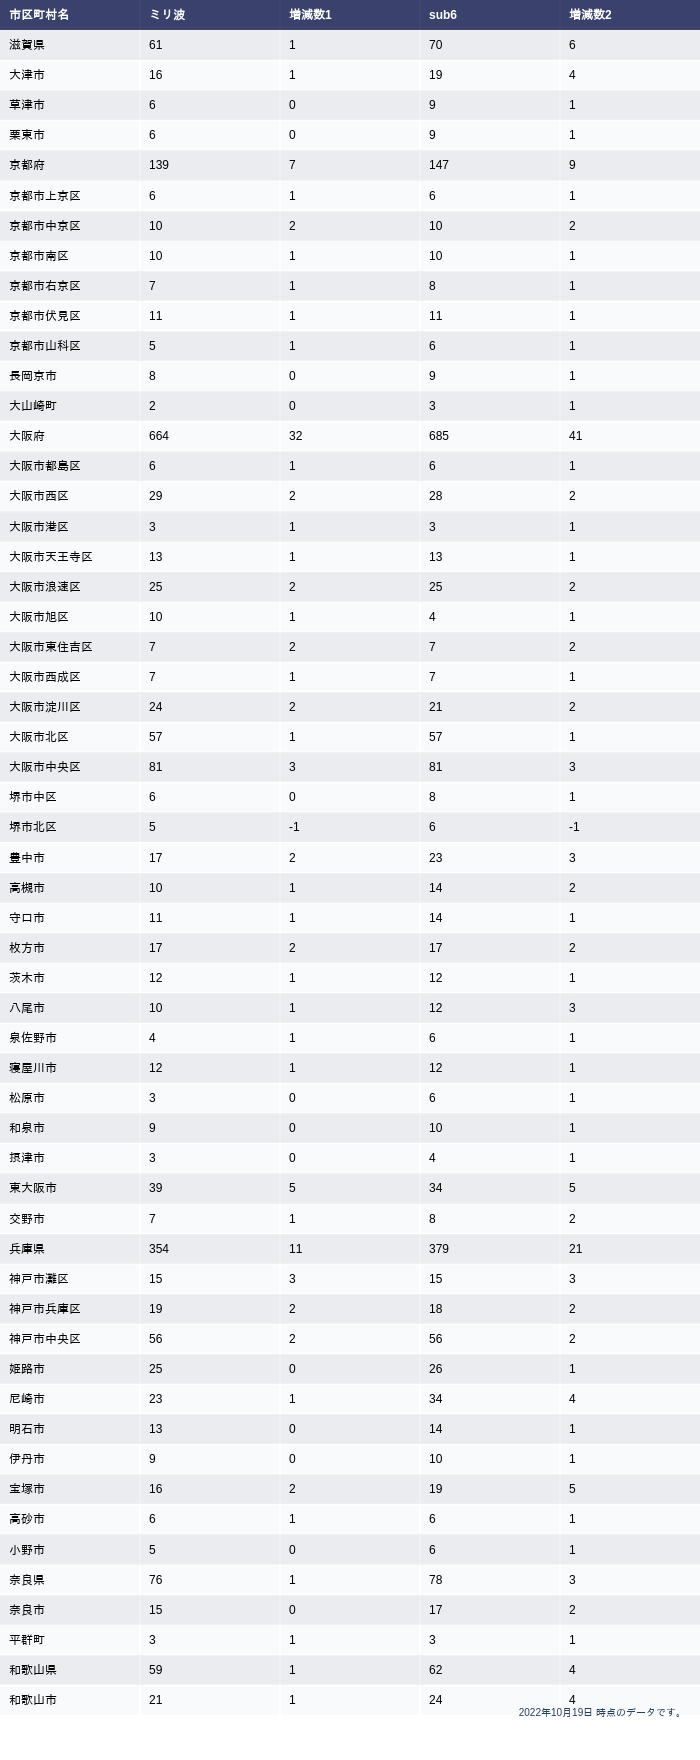 市区町村名 ミリ波 増減数1 sub6 増減数2
滋賀県 61 1 70 6
大津市 16 1 19 4
草津市 6 0 9 1
栗東市 6 0 9 1
京都府 139 7 147 9
京都市上京区 6 1 6 1
京都市中京区 10 2 10 2
京都市南区 10 1 10 1
京都市右京区 7 1 8 1
京都市伏見区 11 1 11 1
京都市山科区 5 1 6 1
長岡京市 8 0 9 1
大山崎町 2 0 3 1
大阪府 664 32 685 41
大阪市都島区 6 1 6 1
大阪市西区 29 2 28 2
大阪市港区 3 1 3 1
大阪市天王寺区 13 1 13 1
大阪市浪速区 25 2 25 2
大阪市旭区 10 1 4 1
大阪市東住吉区 7 2 7 2
大阪市西成区 7 1 7 1
大阪市淀川区 24 2 21 2
大阪市北区 57 1 57 1
大阪市中央区 81 3 81 3
堺市中区 6 0 8 1
堺市北区 5 -1 6 -1
豊中市 17 2 23 3
高槻市 10 1 14 2
守口市 11 1 14 1
枚方市 17 2 17 2
茨木市 12 1 12 1
八尾市 10 1 12 3
泉佐野市 4 1 6 1
寝屋川市 12 1 12 1
松原市 3 0 6 1
和泉市 9 0 10 1
摂津市 3 0 4 1
東大阪市 39 5 34 5
交野市 7 1 8 2
兵庫県 354 11 379 21
神戸市灘区 15 3 15 3
神戸市兵庫区 19 2 18 2
神戸市中央区 56 2 56 2
姫路市 25 0 26 1
尼崎市 23 1 34 4
明石市 13 0 14 1
伊丹市 9 0 10 1
宝塚市 16 2 19 5
高砂市 6 1 6 1
小野市 5 0 6 1
奈良県 76 1 78 3
奈良市 15 0 17 2
平群町 3 1 3 1
和歌山県 59 1 62 4
和歌山市 21 1 24 4
2022年10月19日 時点のデータです。